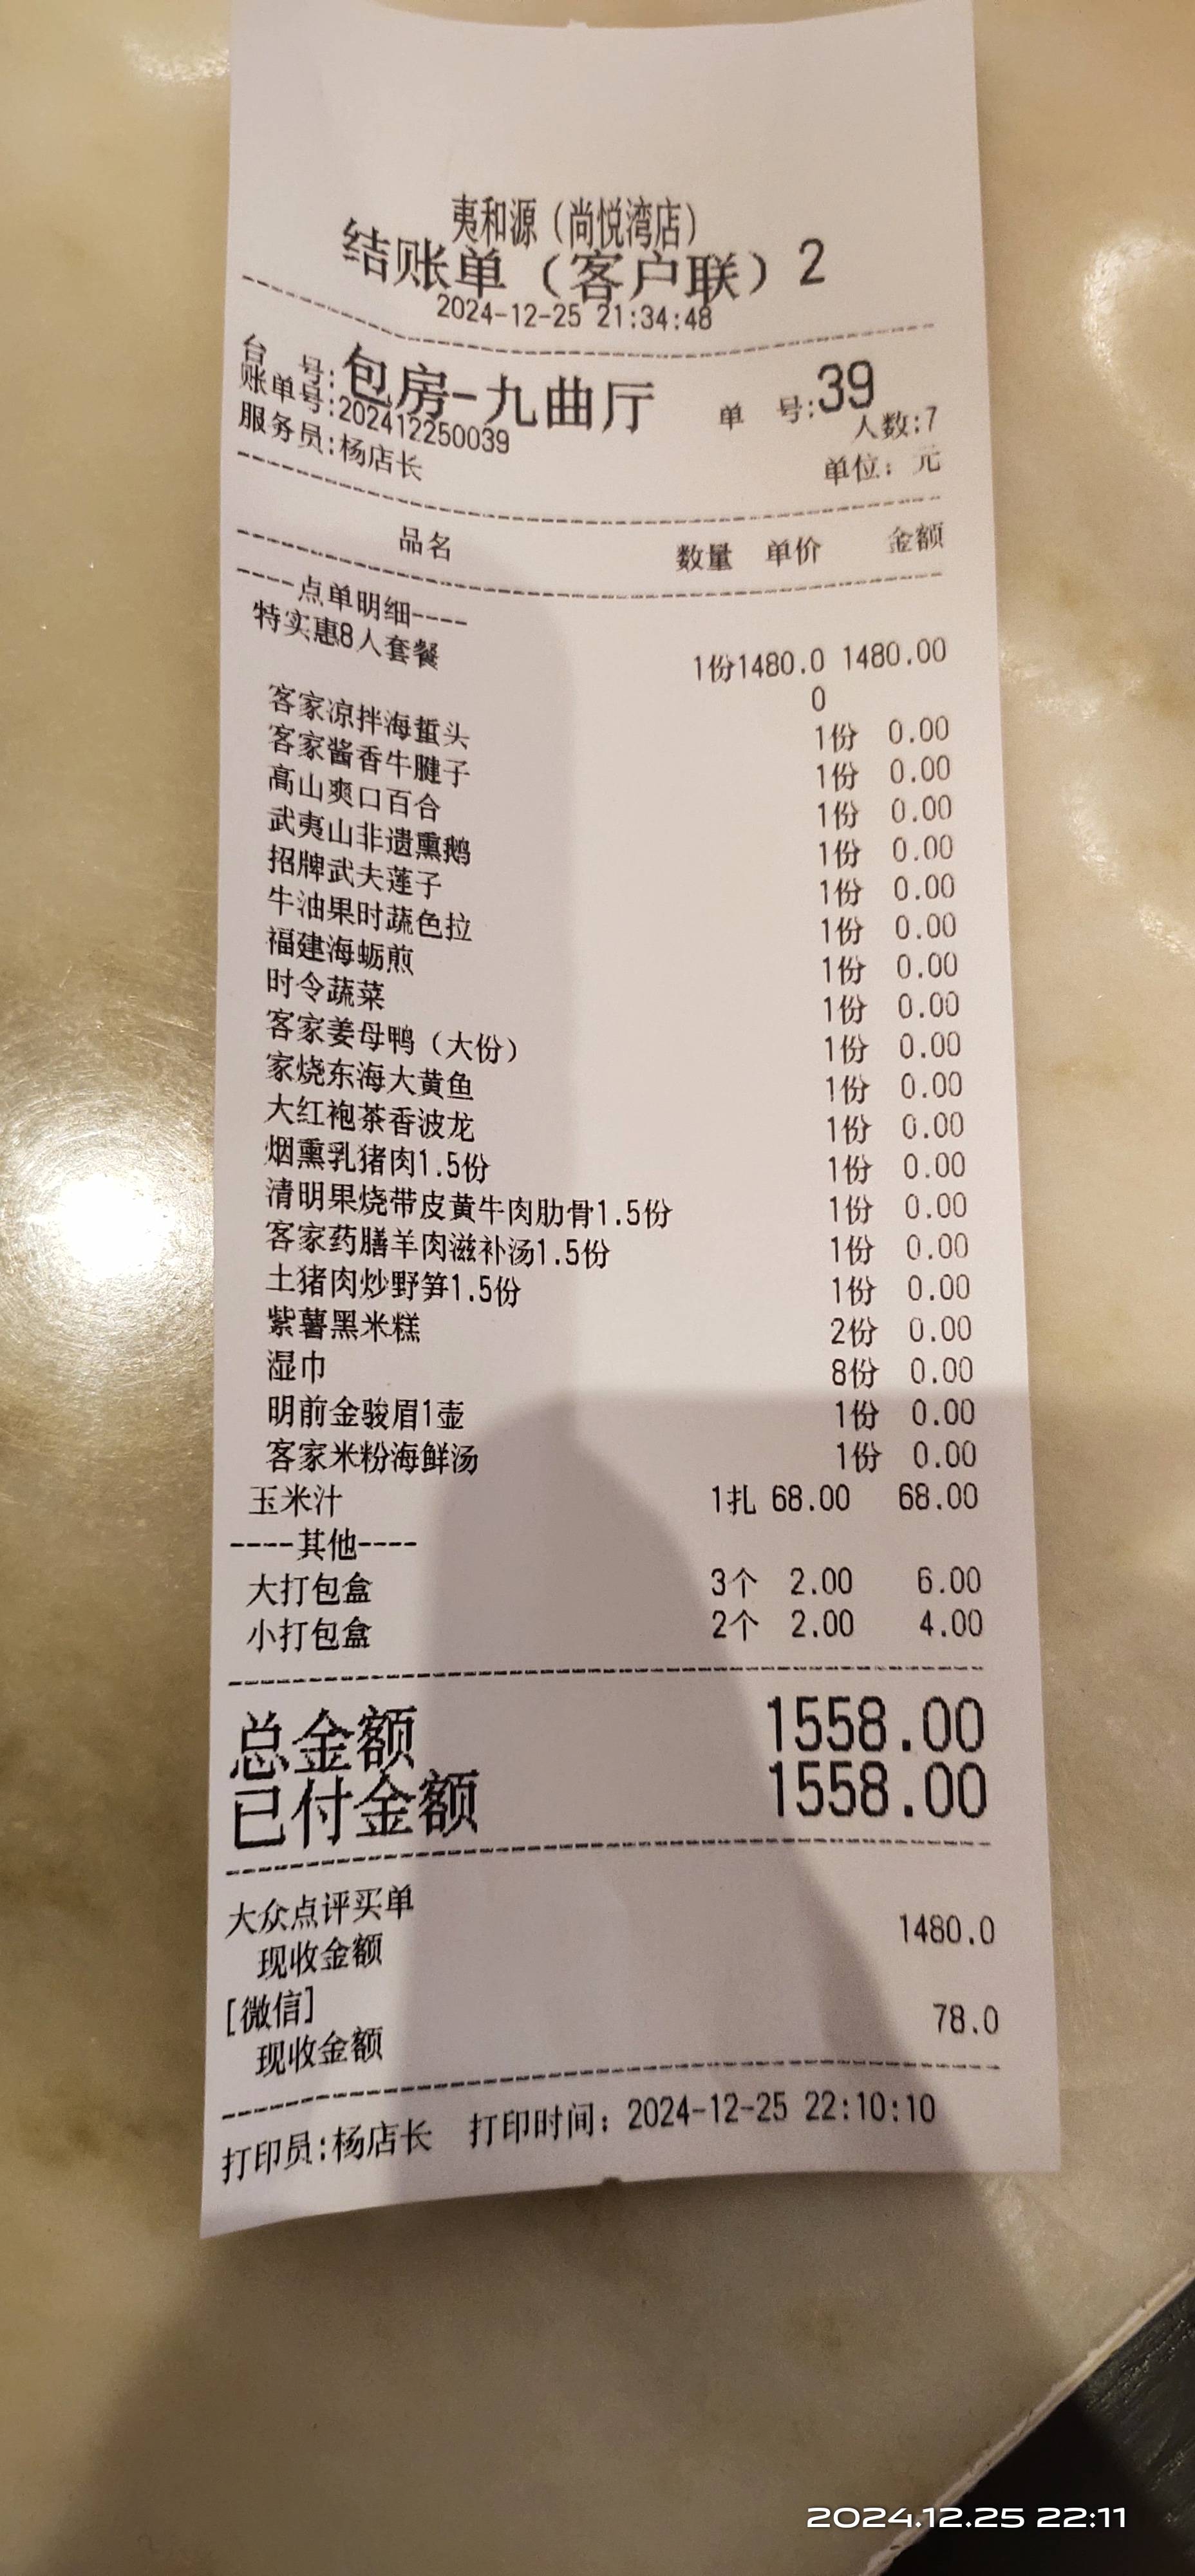 夷和源（尚悦湾店）
结账单（客户联）2
2024-12-25 21:34:48
台 号:包房-九曲厅 单 号:39
账单号:202412250039 人数:7
服务员:杨店长 单位: 元
品名 数量 单价 金额
----点单明细----
特实惠8人套餐 1份1480.0 1480.00
0
客家凉拌海蜇头 1份 0.00
客家酱香牛腱子 1份 0.00
高山爽口百合 1份 0.00
武夷山非遗熏鹅 1份 0.00
招牌武夫莲子 1份 0.00
牛油果时蔬色拉 1份 0.00
福建海蛎煎 1份 0.00
时令蔬菜 1份 0.00
客家姜母鸭（大份） 1份 0.00
家烧东海大黄鱼 1份 0.00
大红袍茶香波龙 1份 0.00
烟熏乳猪肉1.5份 1份 0.00
清明果烧带皮黄牛肉肋骨1.5份 1份 0.00
客家药膳羊肉滋补汤1.5份 1份 0.00
土猪肉炒野笋1.5份 1份 0.00
紫薯黑米糕 2份 0.00
湿巾 8份 0.00
明前金骏眉1壶 1份 0.00
客家米粉海鲜汤 1份 0.00
玉米汁 1扎 68.00 68.00
----其他----
大打包盒 3个 2.00 6.00
小打包盒 2个 2.00 4.00
总金额 1558.00
已付金额 1558.00
大众点评买单
现收金额 1480.0
[微信]
现收金额 78.0
打印员:杨店长 打印时间: 2024-12-25 22:10:10
2024.12.25 22:11